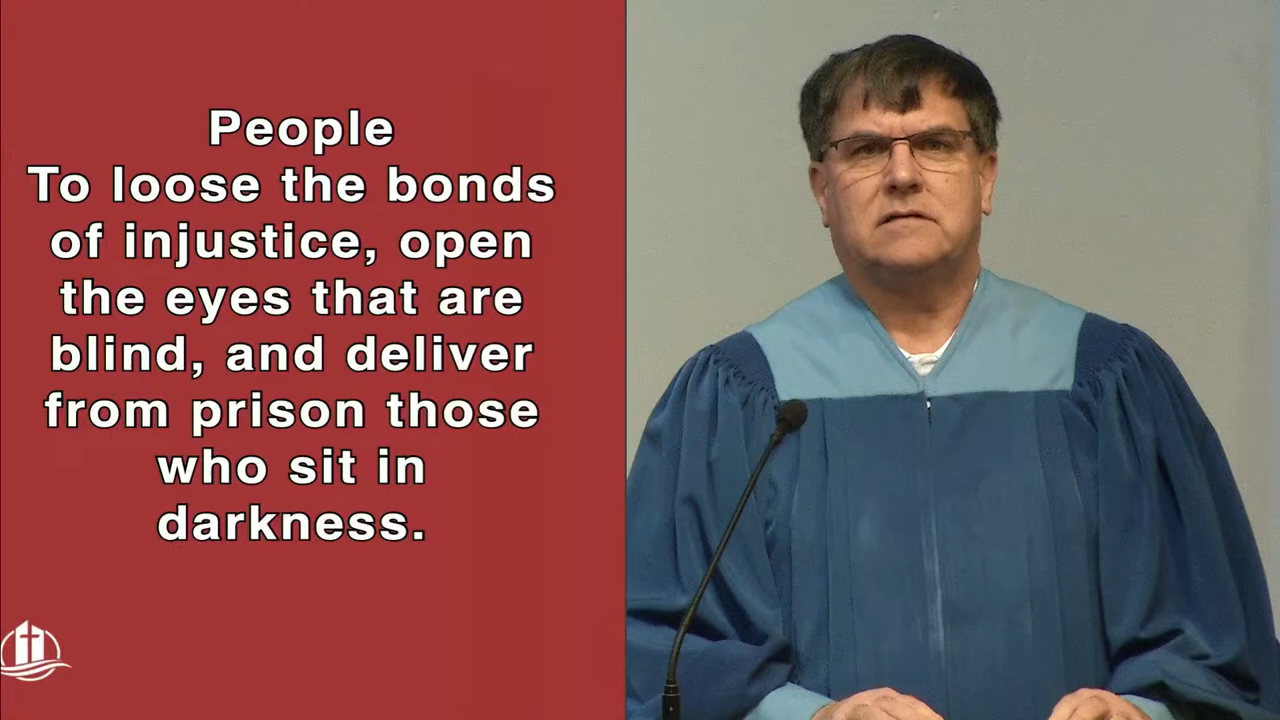 People
To loose the bonds
of injustice, open
the eyes that are
blind, and deliver
from prison those
who sit in
darkness.